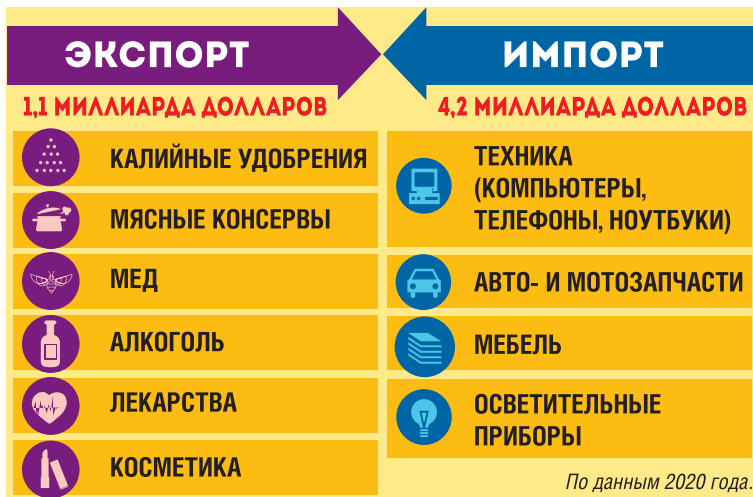 ЭКСПОРТ
1,1 МИЛЛИАРДА ДОЛЛАРОВ
КАЛИЙНЫЕ УДОБРЕНИЯ
МЯСНЫЕ КОНСЕРВЫ
МЕД
АЛКОГОЛЬ
ЛЕКАРСТВА
КОСМЕТИКА
ИМПОРТ
4,2 МИЛЛИАРДА ДОЛЛАРОВ
ТЕХНИКА
(КОМПЬЮТЕРЫ,
ТЕЛЕФОНЫ, НОУТБУКИ)
АВТО- И МОТОЗАПЧАСТИ
МЕБЕЛЬ
ОСВЕТИТЕЛЬНЫЕ
ПРИБОРЫ
По данным 2020 года.